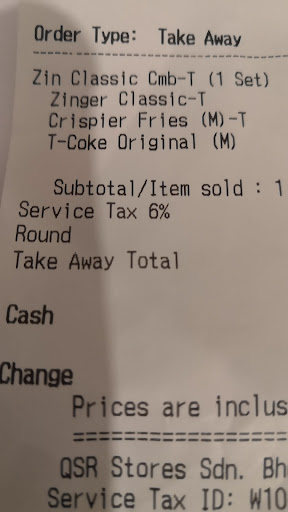 Order Type: Take Away
Zin Classic Cmb-T (1 Set)
Zinger Classic-T
Crispier Fries (M)-T
T-Coke Original (M)
Subtotal/Item sold : 1
Service Tax 6%
Round
Take Away Total
Cash
Change
Prices are inclus
====================
QSR Stores Sdn. Bh
Service Tax ID: W10